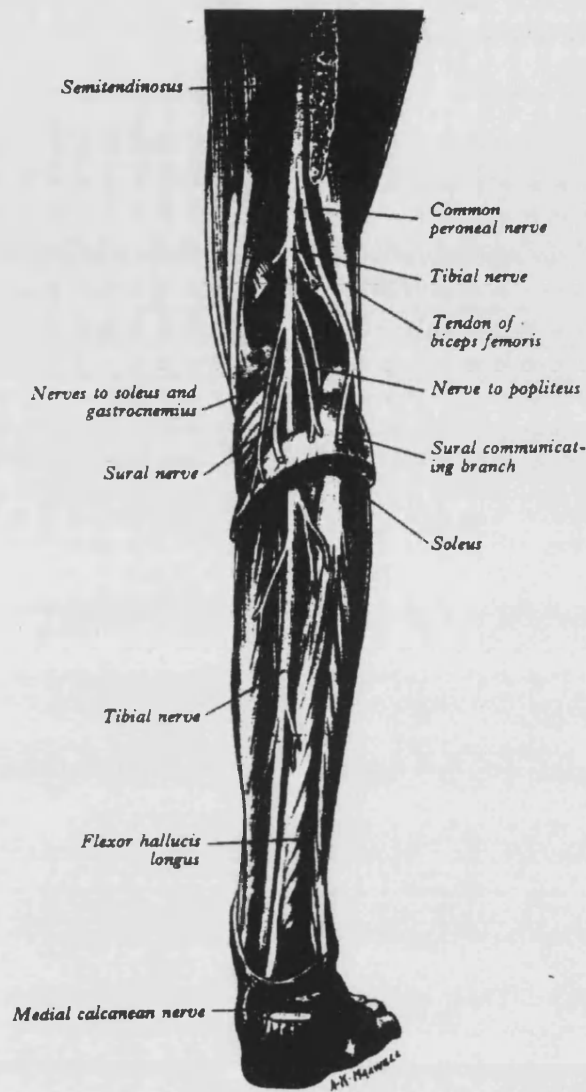 Semitendinosus
Common
peroneal nerve
Tibial nerve
Tendon of
biceps femoris
Nerves to soleus and
gastrocnemius
Nerve to popliteus
Sural nerve
Sural communicat-
ing branch
Soleus
Tibial nerve
Flexor hallucis
longus
Medial calcanean nerve